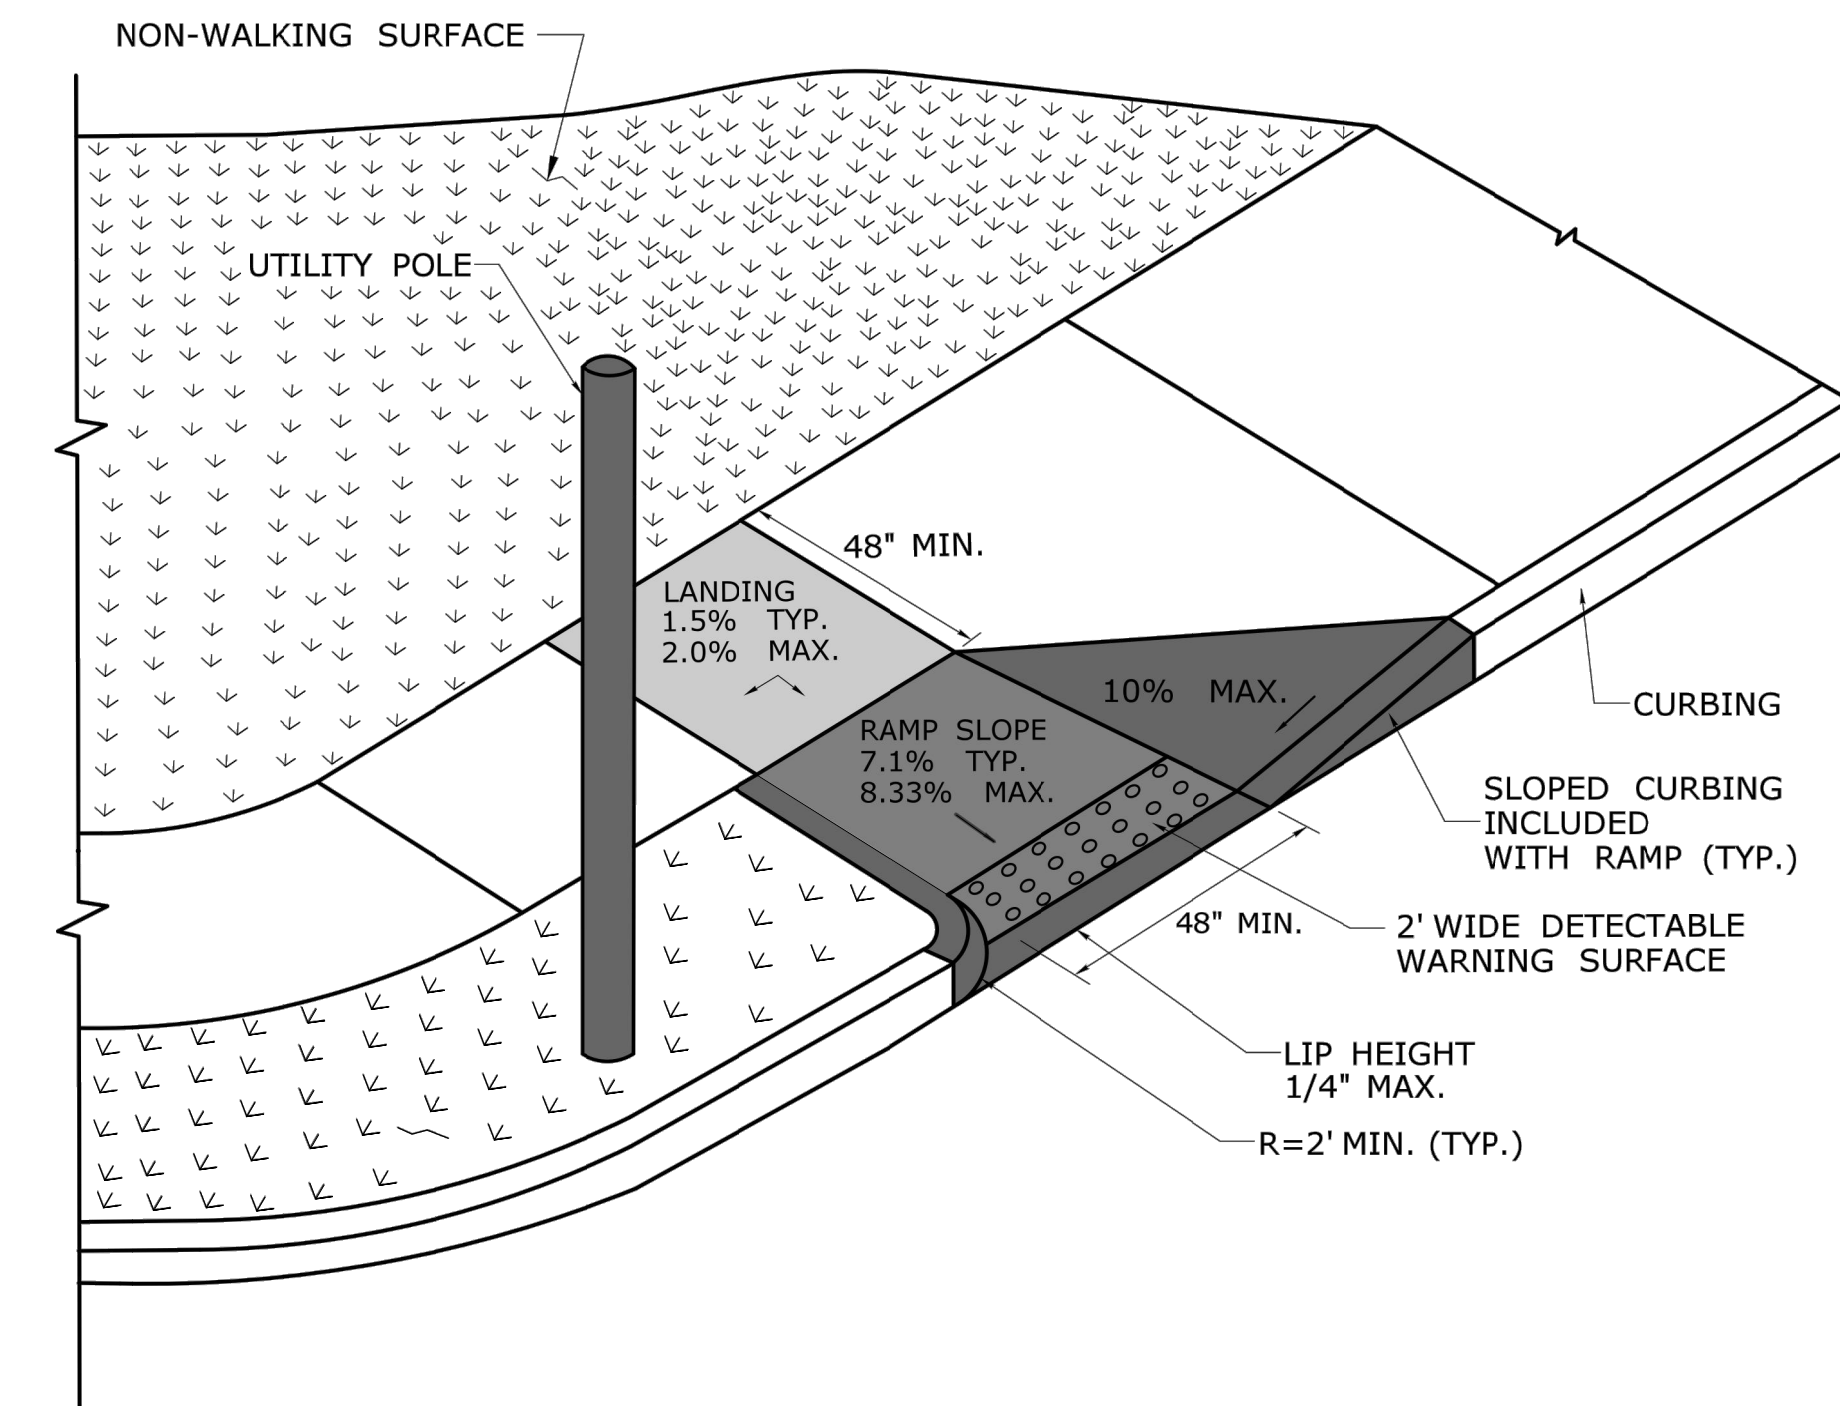 NON-WALKING SURFACE
UTILITY POLE
48" MIN.
LANDING
1.5% TYP.
2.0% MAX.
10% MAX.
RAMP SLOPE
7.1% TYP.
8.33% MAX.
CURBING
SLOPED CURBING
INCLUDED
WITH RAMP (TYP.)
48" MIN.
2' WIDE DETECTABLE
WARNING SURFACE
LIP HEIGHT
1/4" MAX.
R=2' MIN. (TYP.)